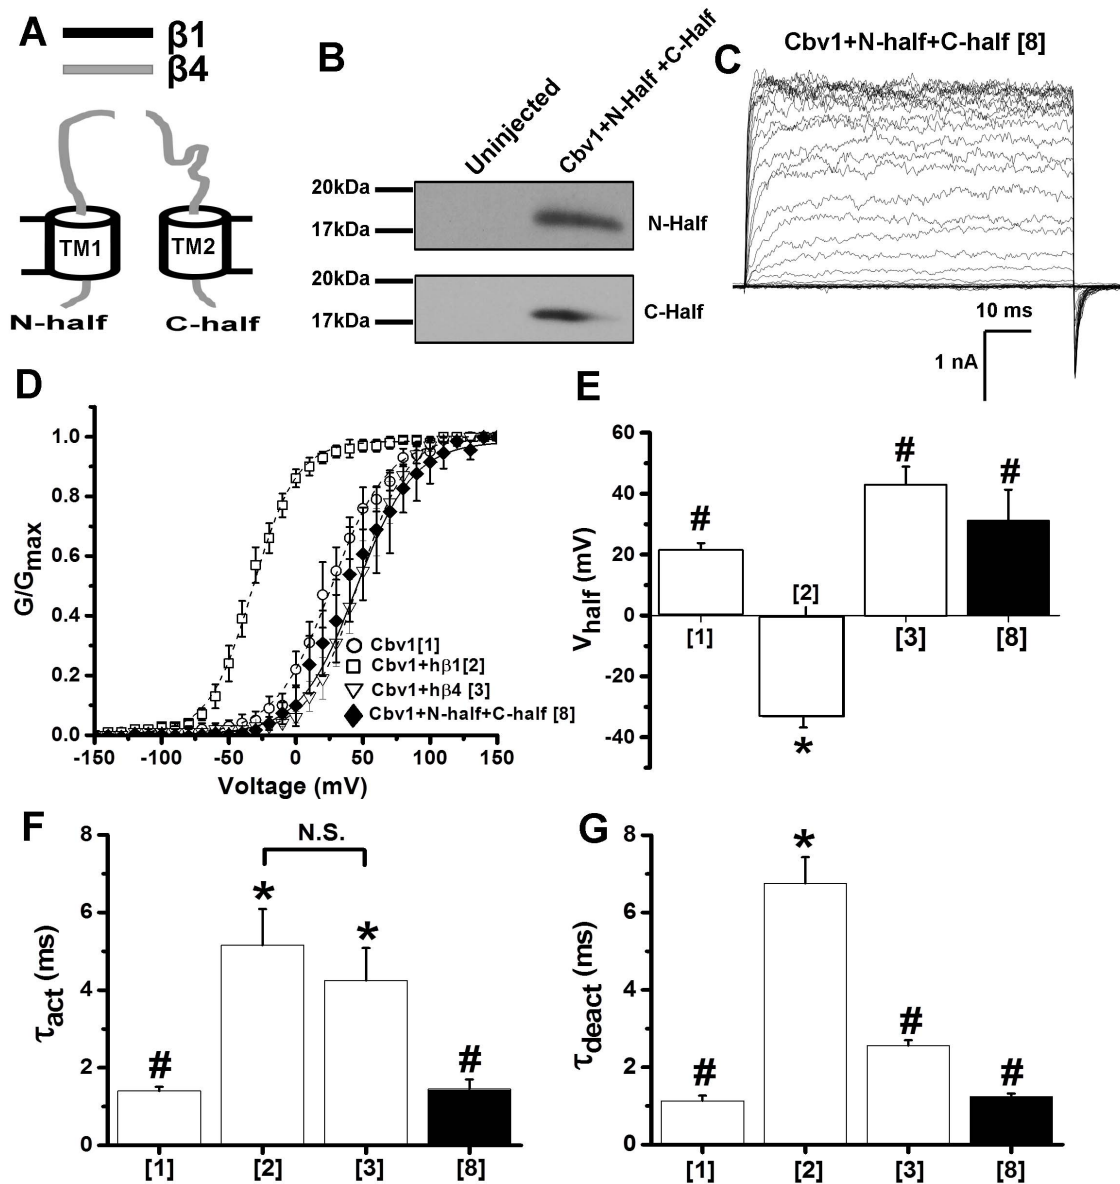 A
β1
β4
TM1
TM2
N-half
C-half
B
Uninjected
Cbv1+N-Half +C-Half
20kDa
17kDa
N-Half
20kDa
17kDa
C-Half
C
Cbv1+N-half+C-half [8]
10 ms
1 nA
D
G/Gmax
1.0
0.8
0.6
0.4
0.2
0.0
-150
-100
-50
0
50
100
150
Voltage (mV)
Cbv1[1]
Cbv1+hβ1[2]
Cbv1+hβ4 [3]
Cbv1+N-half+C-half [8]
E
Vhalf (mV)
60
40
20
0
-20
-40
#
[1]
[2]
*
#
[3]
#
[8]
F
τact (ms)
8
6
4
2
0
N.S.
#
*
*
#
[1]
[2]
[3]
[8]
G
τdeact (ms)
8
6
4
2
0
#
*
#
#
[1]
[2]
[3]
[8]